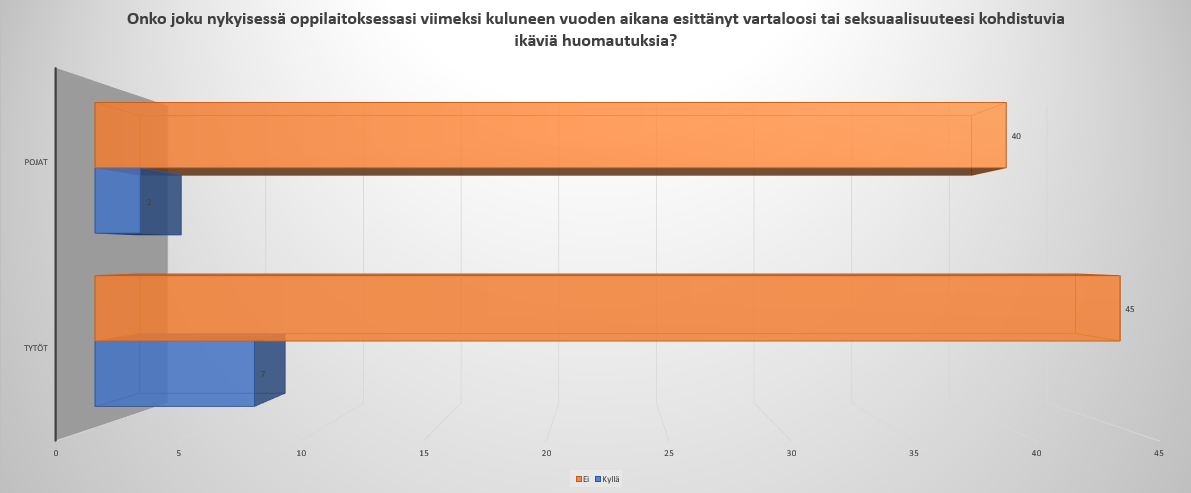 Onko joku nykyisessä oppilaitoksessasi viimeksi kuluneen vuoden aikana esittänyt vartaloosi tai seksuaalisuuteesi kohdistuvia
ikäviä huomautuksia?
POJAT
40
2
TYTÖT
45
7
0 5 10 15 20 25 30 35 40 45
Ei Kyllä